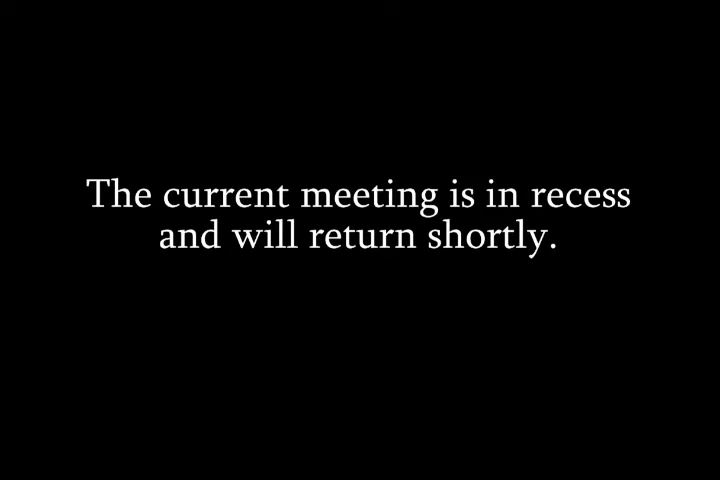 The current meeting is in recess
and will return shortly.